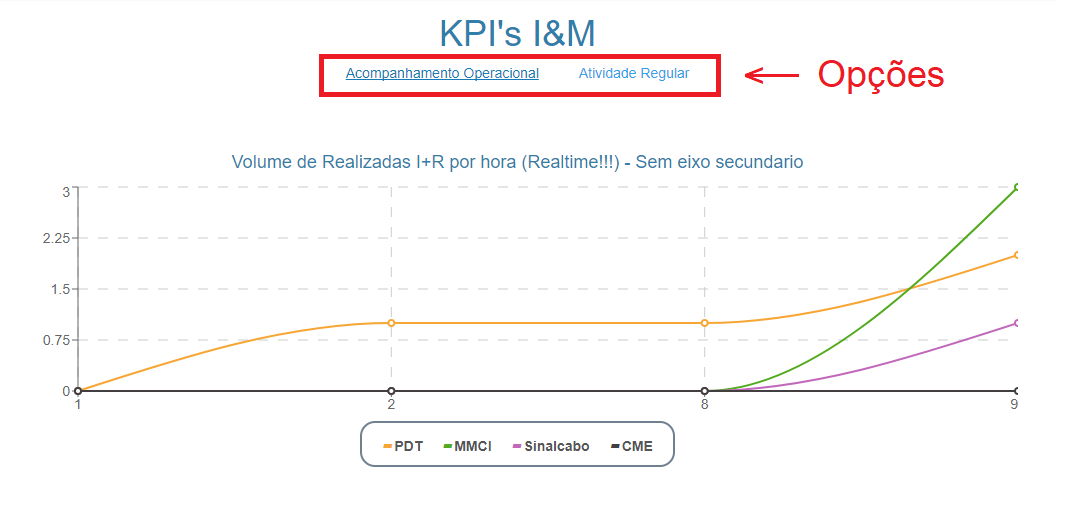 KPI's I&M
Acompanhamento Operacional Atividade Regular
Opções
Volume de Realizadas I+R por hora (Realtime!!!) - Sem eixo secundario
3
2.25
1.5
0.75
0
1 2 8 9
PDT MMCI Sinalcabo CME